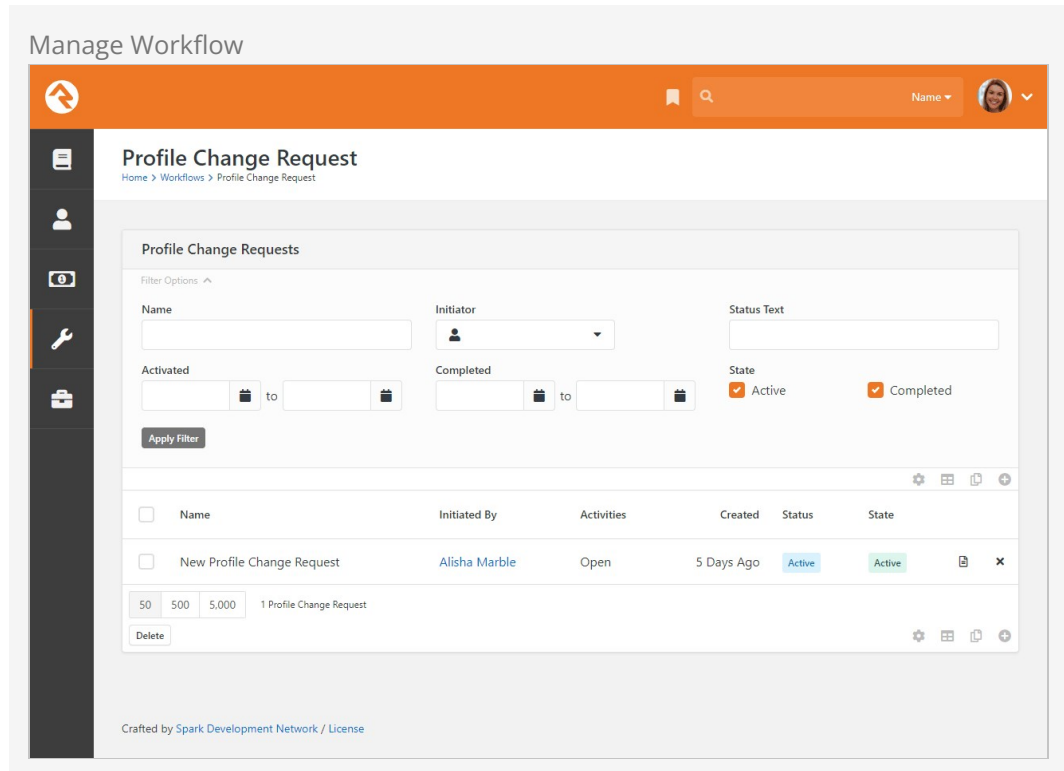 Manage Workflow
Name
Profile Change Request
Home > Workflows > Profile Change Request
Profile Change Requests
Filter Options
Name Initiator Status Text
Activated Completed State
to to Active Completed
Apply Filter
Name Initiated By Activities Created Status State
New Profile Change Request Alisha Marble Open 5 Days Ago Active Active
50 500 5,000 1 Profile Change Request
Delete
Crafted by Spark Development Network / License